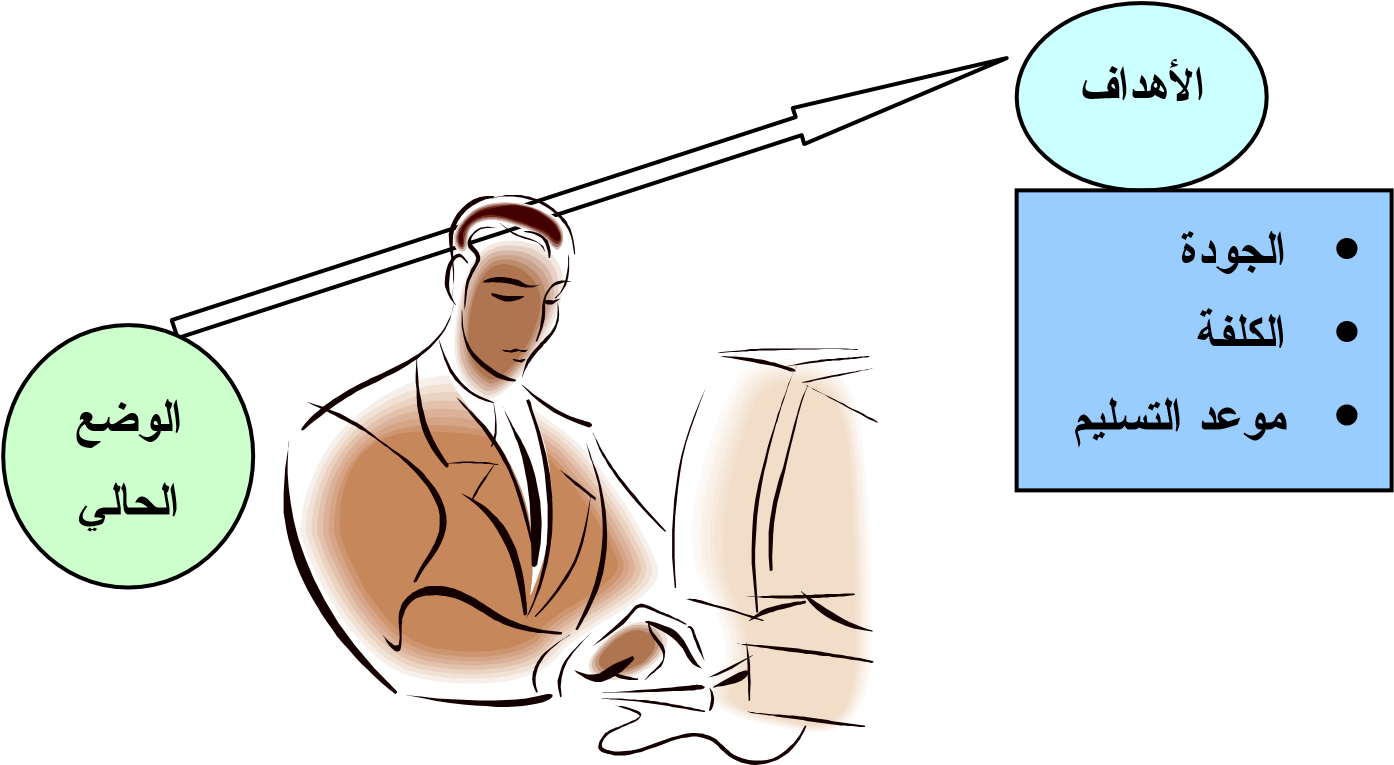 الأهداف
• الجودة
• الكلفة
• موعد التسليم
الوضع
الحالي